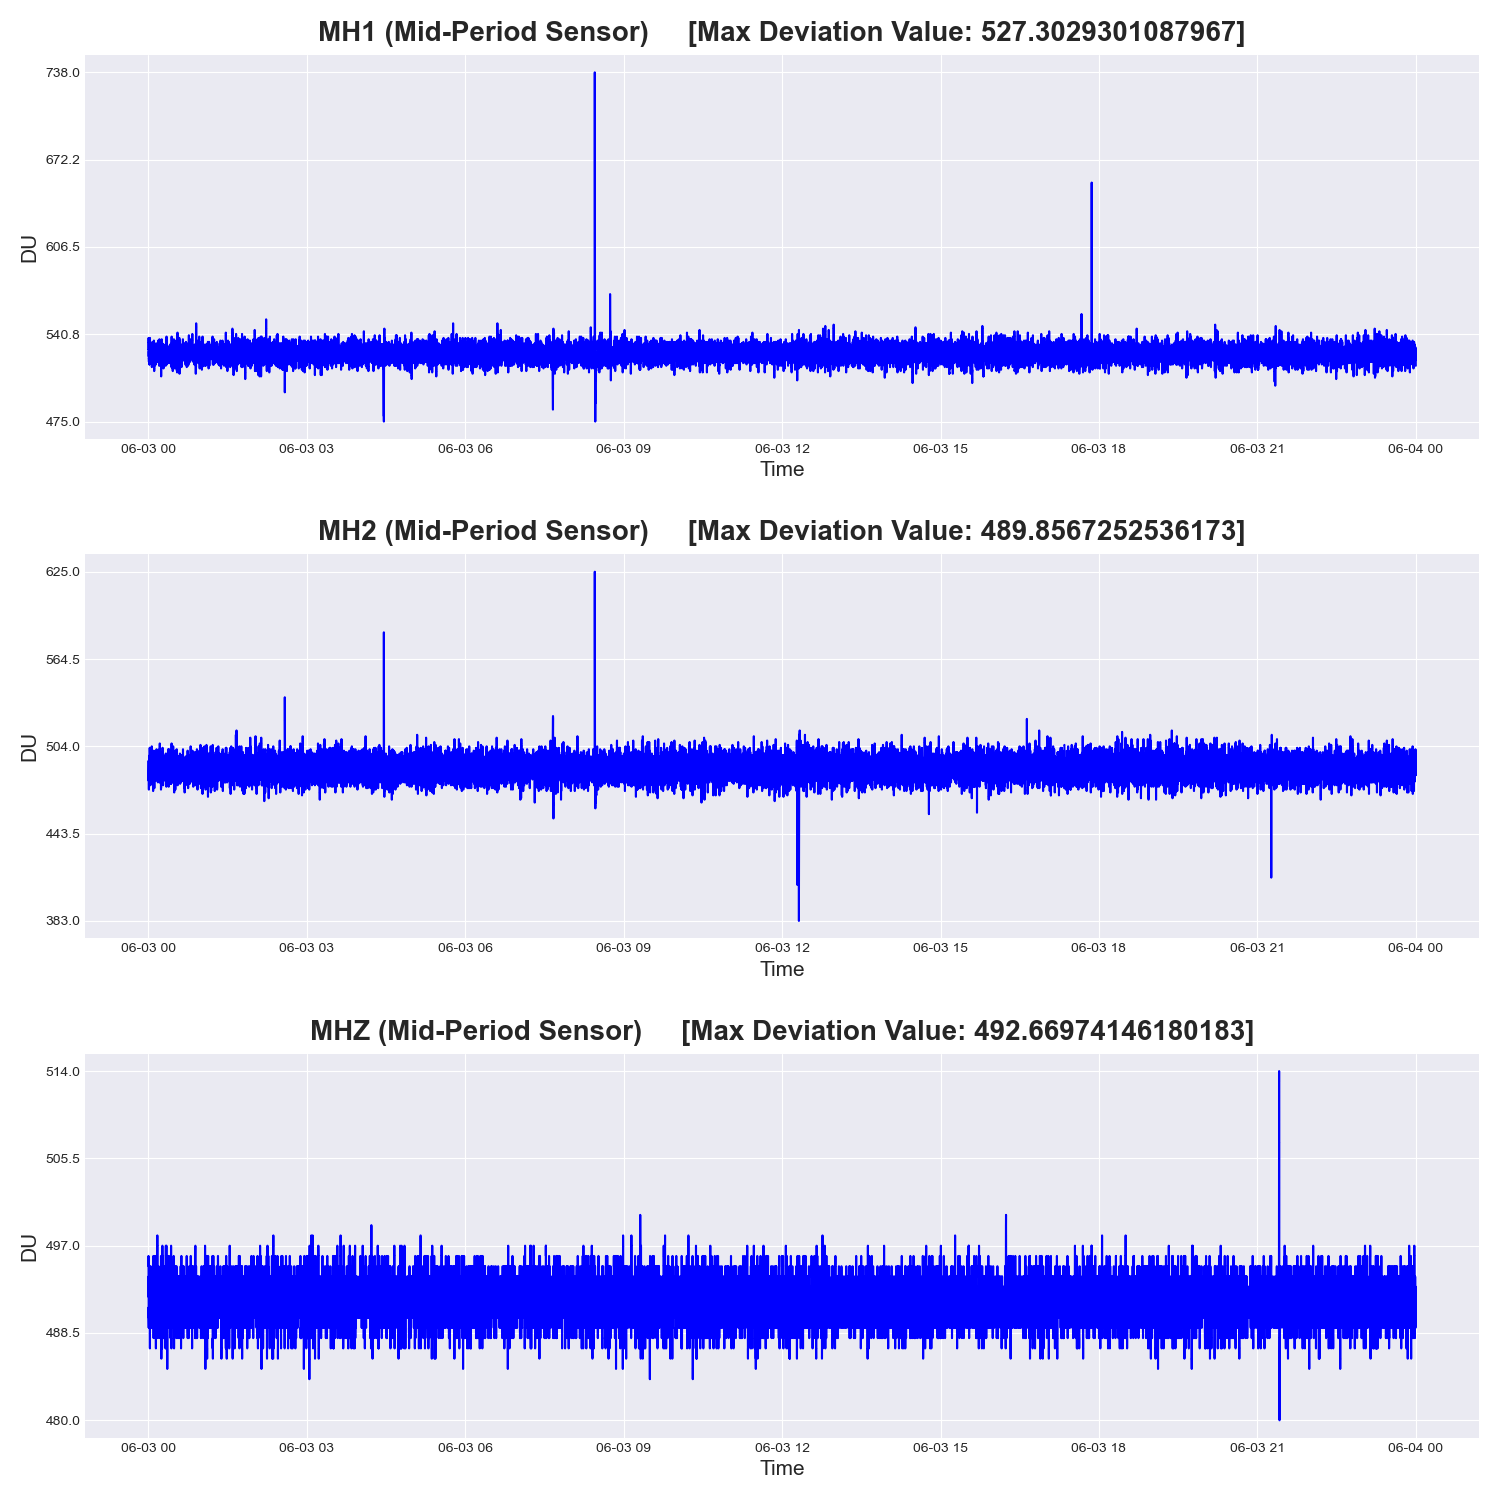 MH1 (Mid-Period Sensor) [Max Deviation Value: 527.3029301087967]
738.0
672.2
606.5
540.8
475.0
DU
06-03 00 06-03 03 06-03 06 06-03 09 06-03 12 06-03 15 06-03 18 06-03 21 06-04 00
Time
MH2 (Mid-Period Sensor) [Max Deviation Value: 489.8567252536173]
625.0
564.5
504.0
443.5
383.0
DU
06-03 00 06-03 03 06-03 06 06-03 09 06-03 12 06-03 15 06-03 18 06-03 21 06-04 00
Time
MHZ (Mid-Period Sensor) [Max Deviation Value: 492.66974146180183]
514.0
505.5
497.0
488.5
480.0
DU
06-03 00 06-03 03 06-03 06 06-03 09 06-03 12 06-03 15 06-03 18 06-03 21 06-04 00
Time